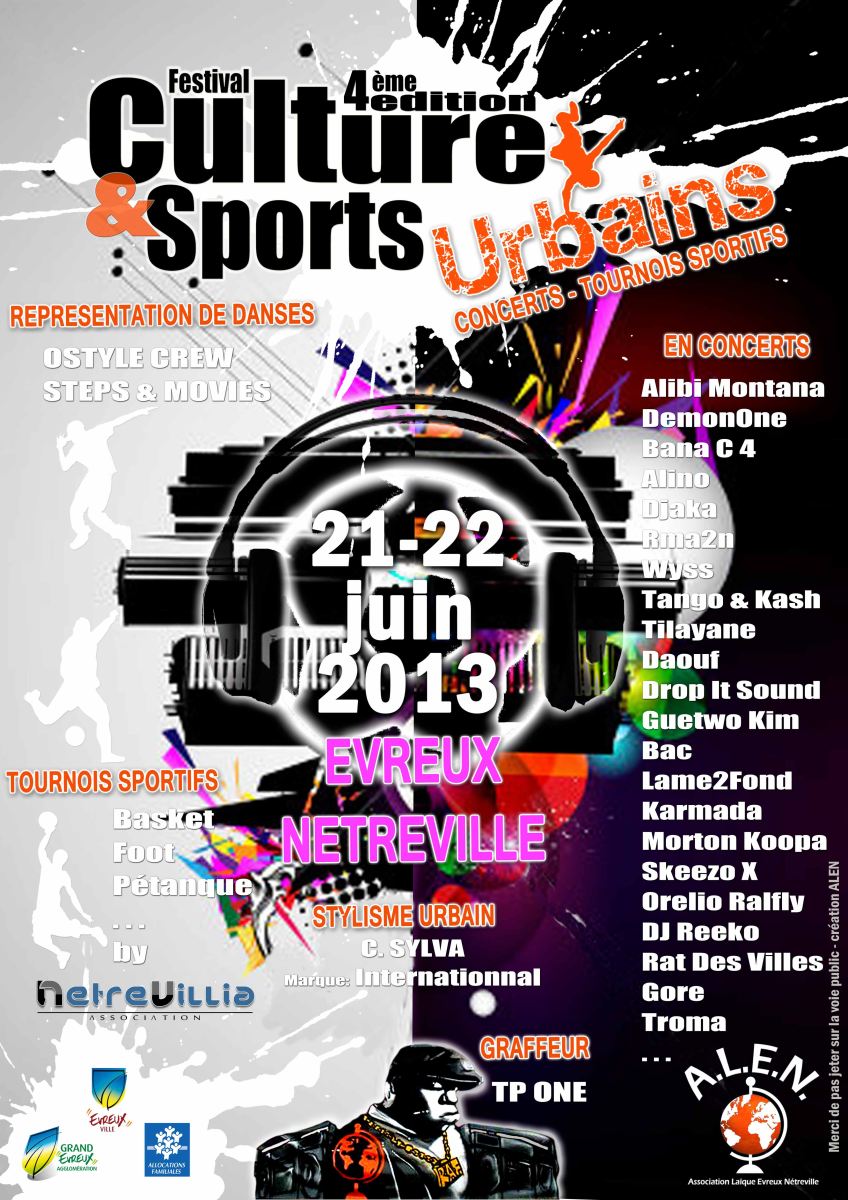 Festival
4ème
edition
Culture
& Sports
Urbains
CONCERTS - TOURNOIS SPORTIFS
REPRESENTATION DE DANSES
OSTYLE CREW
STEPS & MOVIES
EN CONCERTS
Alibi Montana
DemonOne
Bana C 4
Alino
Djaka
Rma2n
Wyss
Tango & Kash
Tilayane
Daouf
Drop It Sound
Guetwo Kim
Bac
Lame2Fond
Karmada
Morton Koopa
Skeezo X
Orelio Ralfly
DJ Reeko
Rat Des Villes
Gore
Troma
...
21-22
juin
2013
EVREUX
NETREVILLE
TOURNOIS SPORTIFS
Basket
Foot
Pétanque
...
by
NetreVillia
ASSOCIATION
STYLISME URBAIN
C. SYLVA
Marque: Internationnal
GRAFFEUR
TP ONE
EVREUX
VILLE
GRAND
EVREUX
AGGLOMÉRATION
ALLOCATIONS
FAMILIALES
A.L.E.N.
Association Laique Evreux Nétreville
Merci de pas jeter sur la voie public - création ALEN